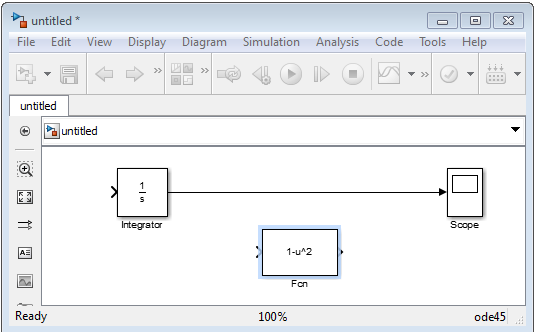 untitled *
File Edit View Display Diagram Simulation Analysis Code Tools Help
untitled
untitled
1
s
Integrator
Scope
1-u^2
Fcn
Ready 100% ode45